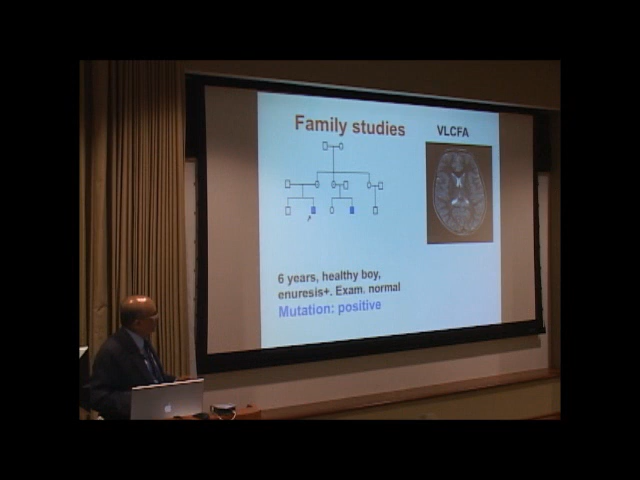 Family studies
VLCFA
6 years, healthy boy,
enuresis+. Exam. normal
Mutation: positive